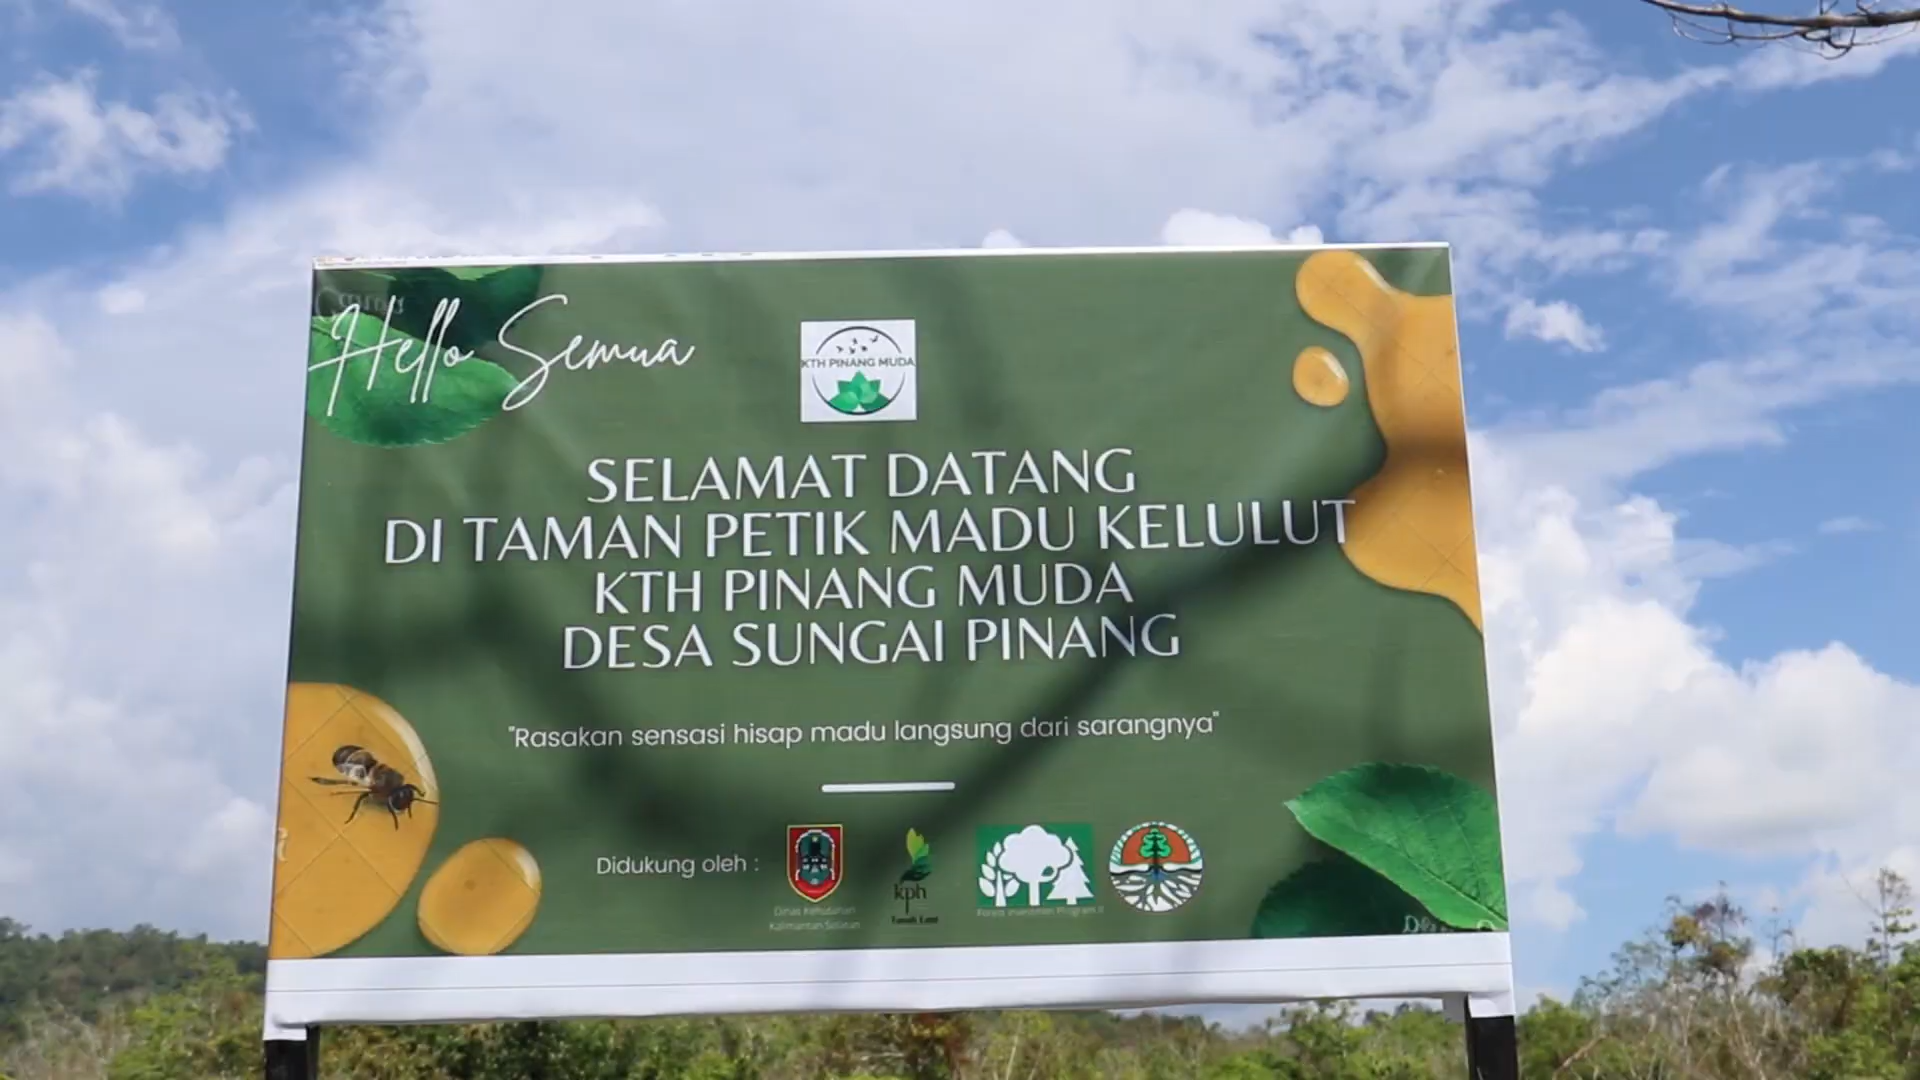 Canva
Hello Semua
KTH PINANG MUDA
SELAMAT DATANG
DI TAMAN PETIK MADU KELULUT
KTH PINANG MUDA
DESA SUNGAI PINANG
"Rasakan sensasi hisap madu langsung dari sarangnya"
Didukung oleh :
Dinas Kehutanan
Kalimantan Selatan
kph
Tanah Laut
Forest Investment Program II